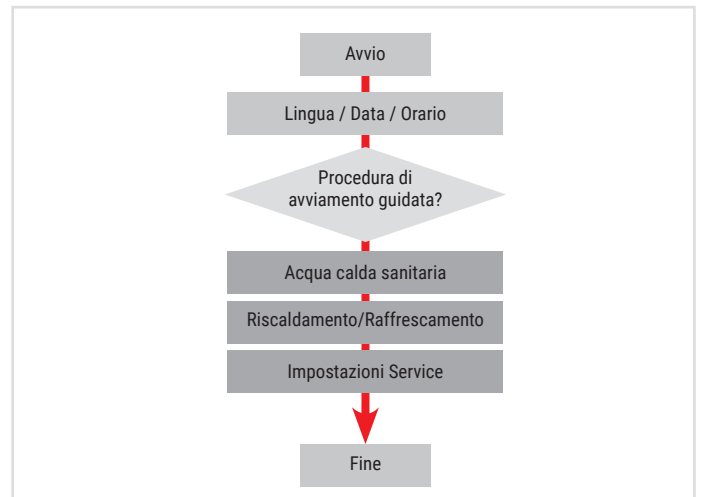 Avvio
Lingua / Data / Orario
Procedura di
avviamento guidata?
Acqua calda sanitaria
Riscaldamento/Raffrescamento
Impostazioni Service
Fine